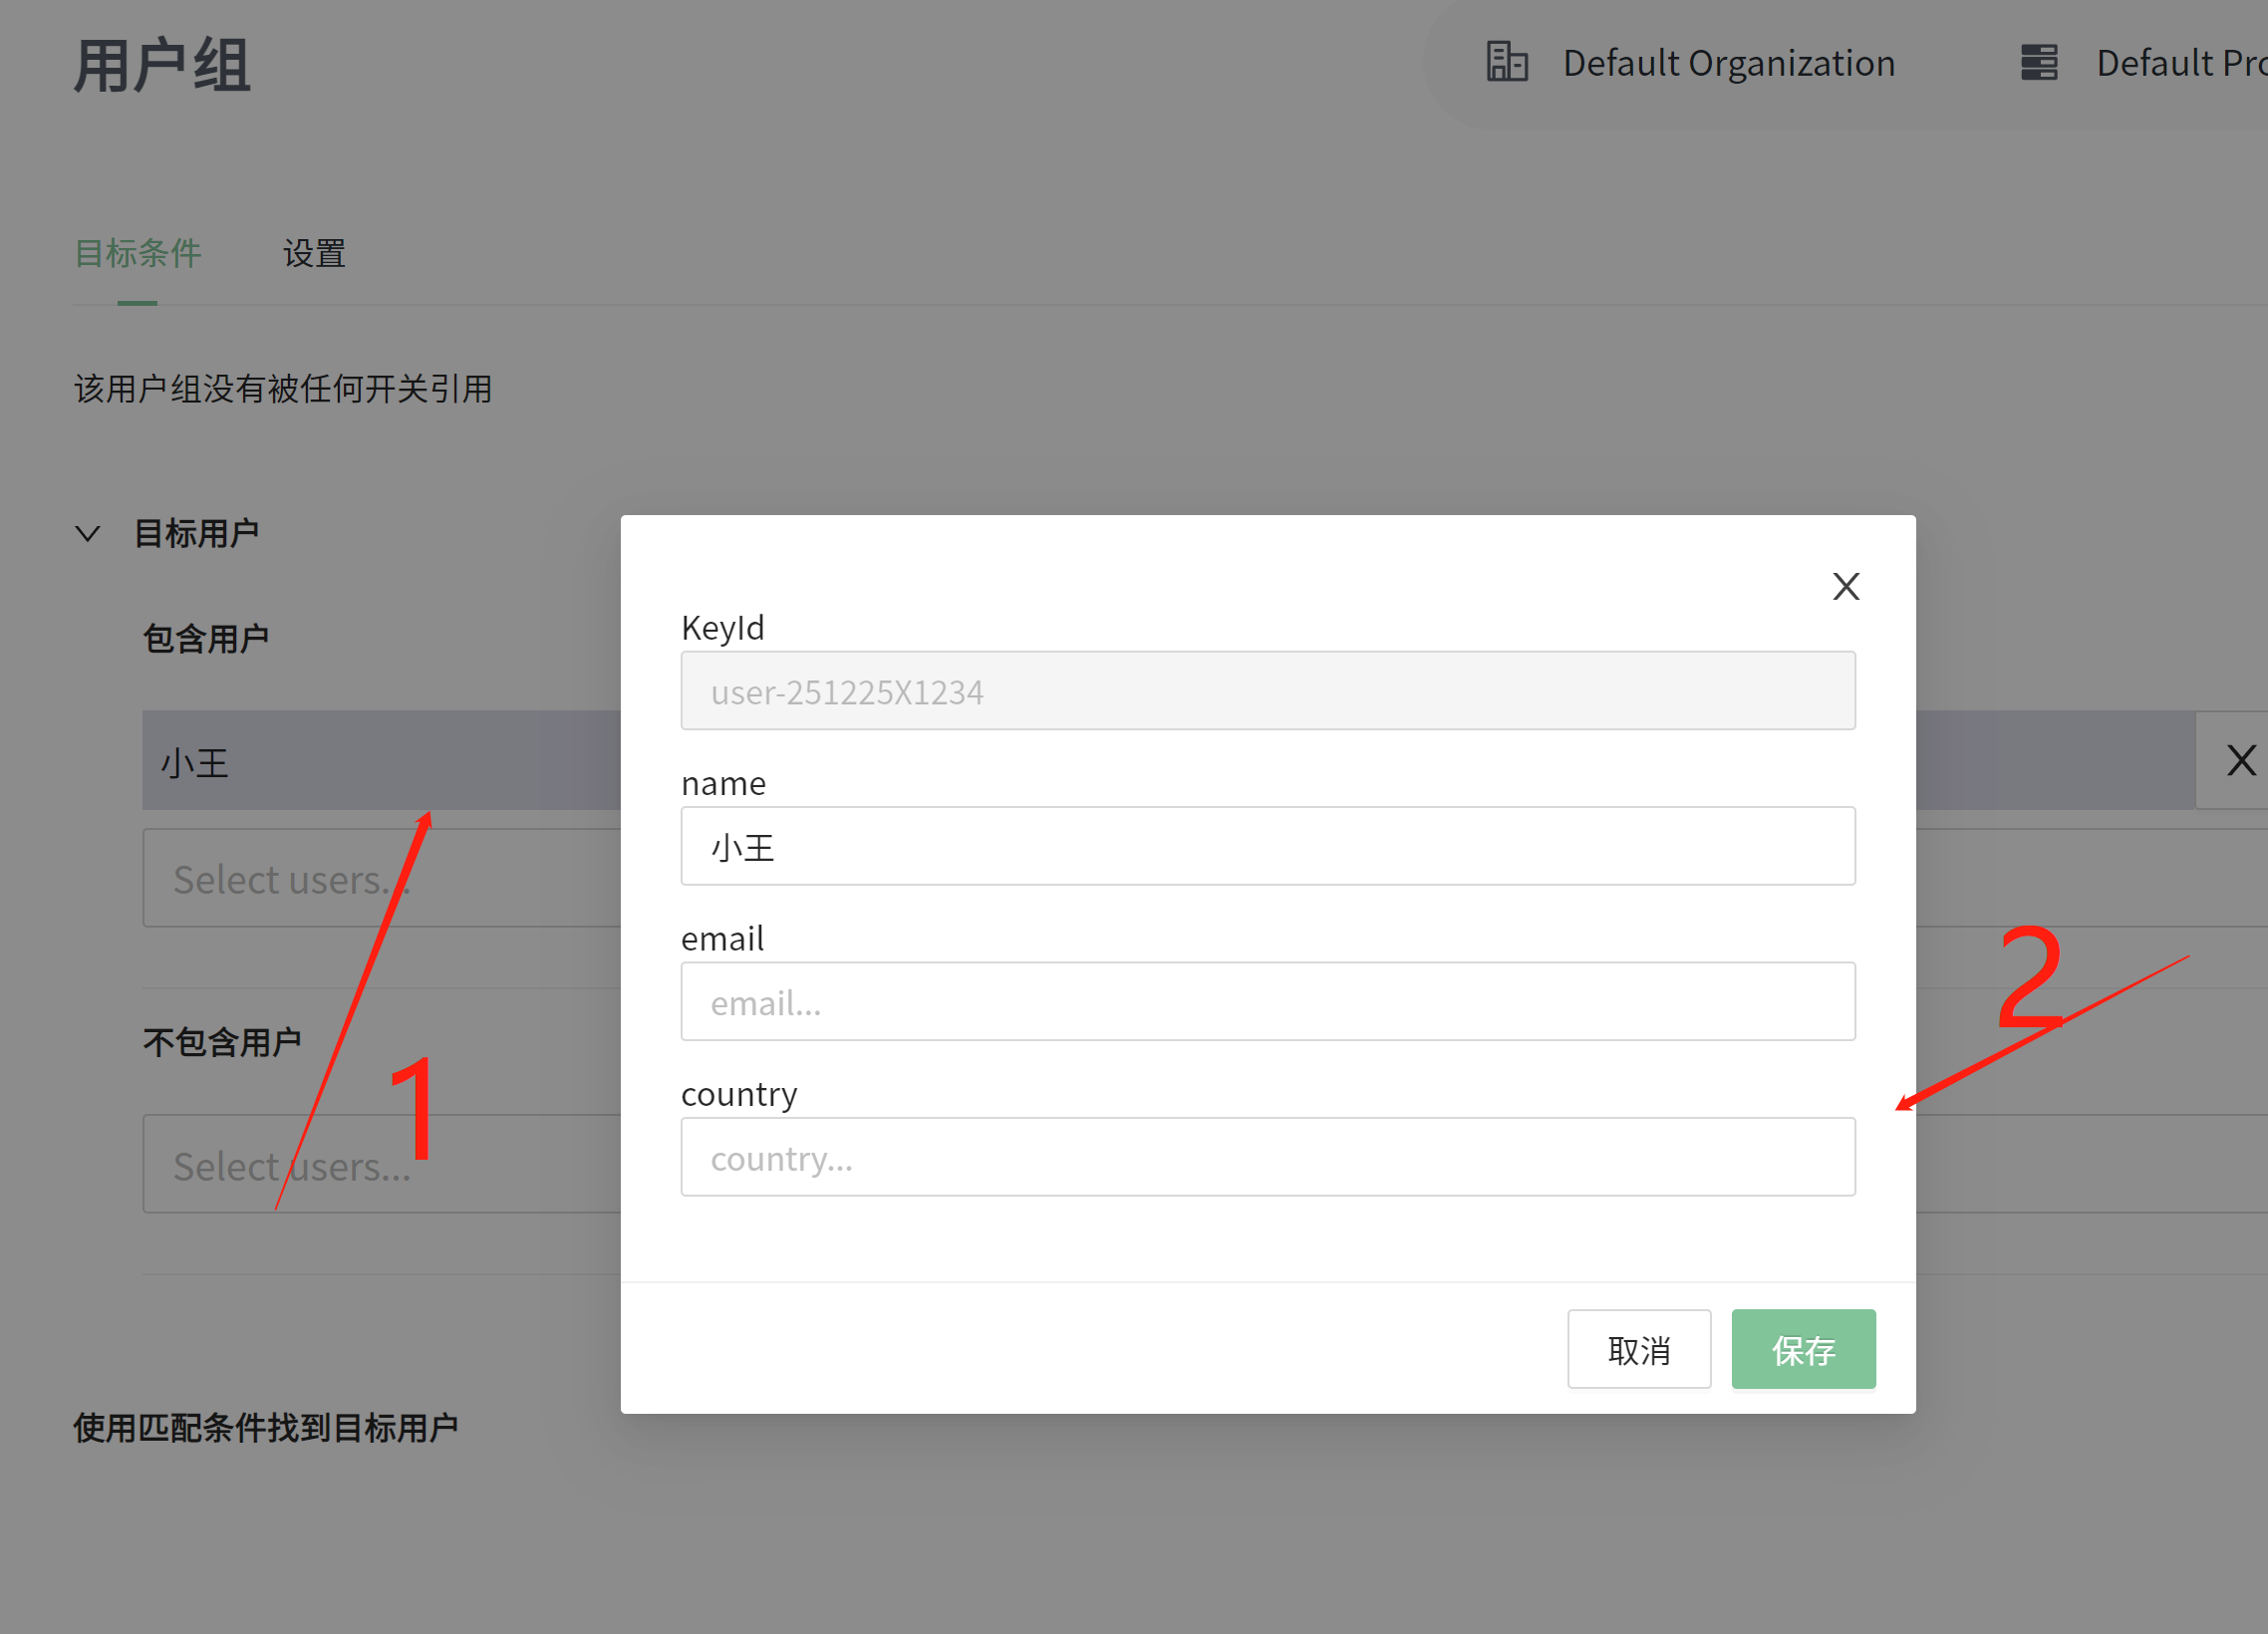 用户组
Default Organization
Default Pro
目标条件
设置
该用户组没有被任何开关引用
目标用户
包含用户
小王
Select users...
不包含用户
Select users...
使用匹配条件找到目标用户
KeyId
user-251225X1234
name
小王
email
email...
country
country...
取消
保存
1
2